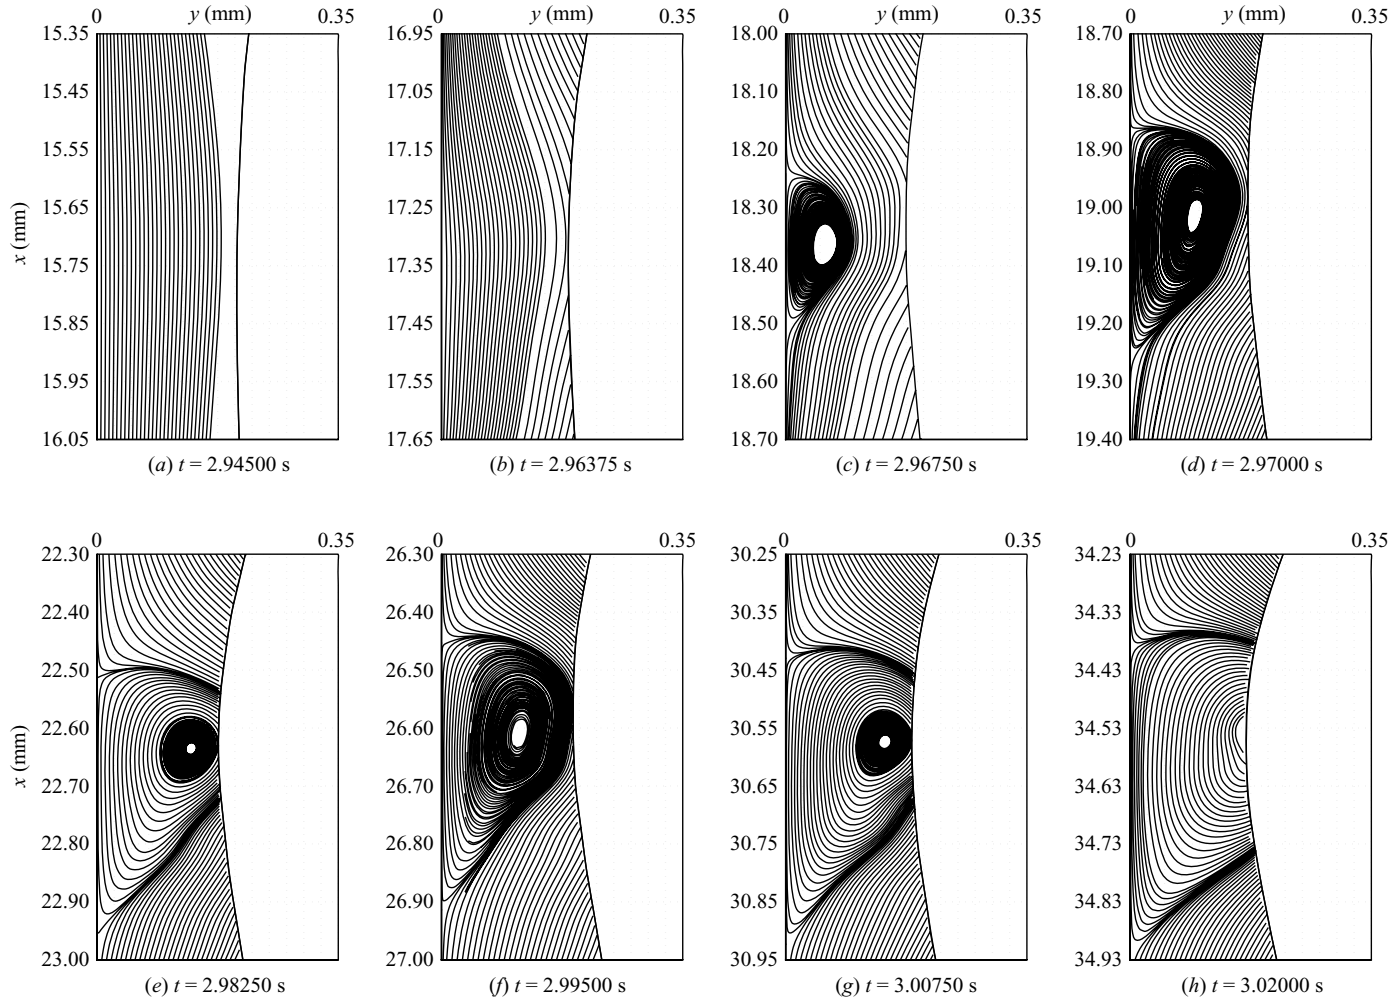 0 y (mm) 0.35 0 y (mm) 0.35 0 y (mm) 0.35 0 y (mm) 0.35
15.35 16.95 18.00 18.70
15.45 17.05 18.10 18.80
15.55 17.15 18.20 18.90
x (mm) 15.65 17.25 18.30 19.00
15.75 17.35 18.40 19.10
15.85 17.45 18.50 19.20
15.95 17.55 18.60 19.30
16.05 17.65 18.70 19.40
(a) t = 2.94500 s (b) t = 2.96375 s (c) t = 2.96750 s (d) t = 2.97000 s
0 0.35 0 0.35 0 0.35 0 0.35
22.30 26.30 30.25 34.23
22.40 26.40 30.35 34.33
22.50 26.50 30.45 34.43
x (mm) 22.60 26.60 30.55 34.53
22.70 26.70 30.65 34.63
22.80 26.80 30.75 34.73
22.90 26.90 30.85 34.83
23.00 27.00 30.95 34.93
(e) t = 2.98250 s (f) t = 2.99500 s (g) t = 3.00750 s (h) t = 3.02000 s